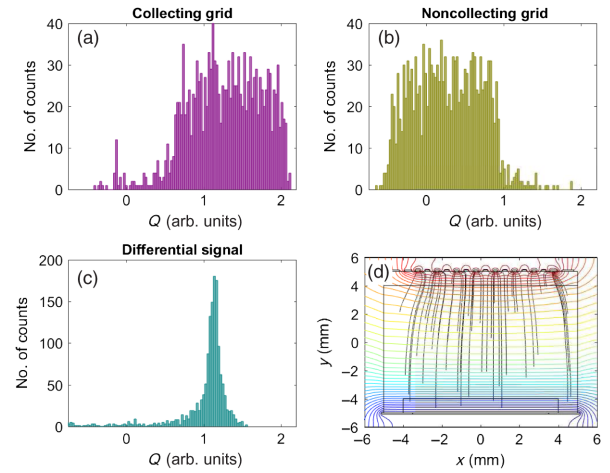 Collecting grid
(a)
No. of counts
40
30
20
10
0
0
1
2
Q (arb. units)
Noncollecting grid
(b)
No. of counts
40
30
20
10
0
0
1
2
Q (arb. units)
Differential signal
(c)
No. of counts
200
150
100
50
0
0
1
2
Q (arb. units)
(d)
y (mm)
6
4
2
0
−2
−4
−6
−6
−4
−2
0
2
4
6
x (mm)